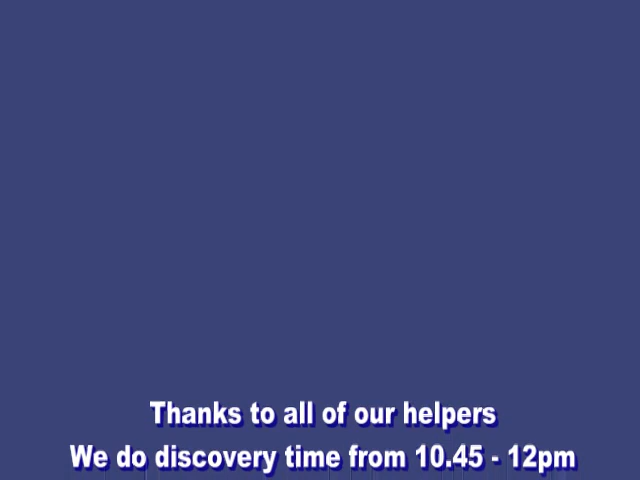 Thanks to all of our helpers
We do discovery time from 10.45 - 12pm